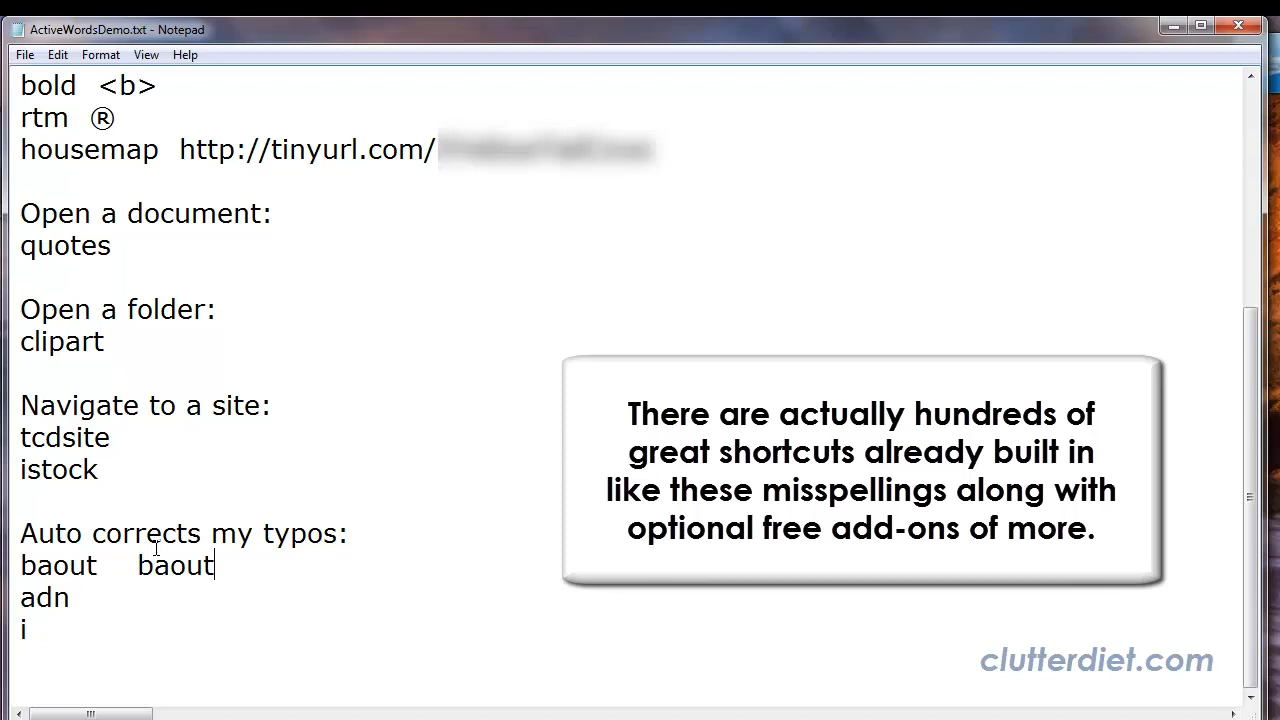 ActiveWordsDemo.txt - Notepad
File Edit Format View Help
bold <b>
rtm ®
housemap http://tinyurl.com/
Open a document:
quotes
Open a folder:
clipart
Navigate to a site:
tcdsite
istock
Auto corrects my typos:
baout baout
adn
i
There are actually hundreds of
great shortcuts already built in
like these misspellings along with
optional free add-ons of more.
clutterdiet.com